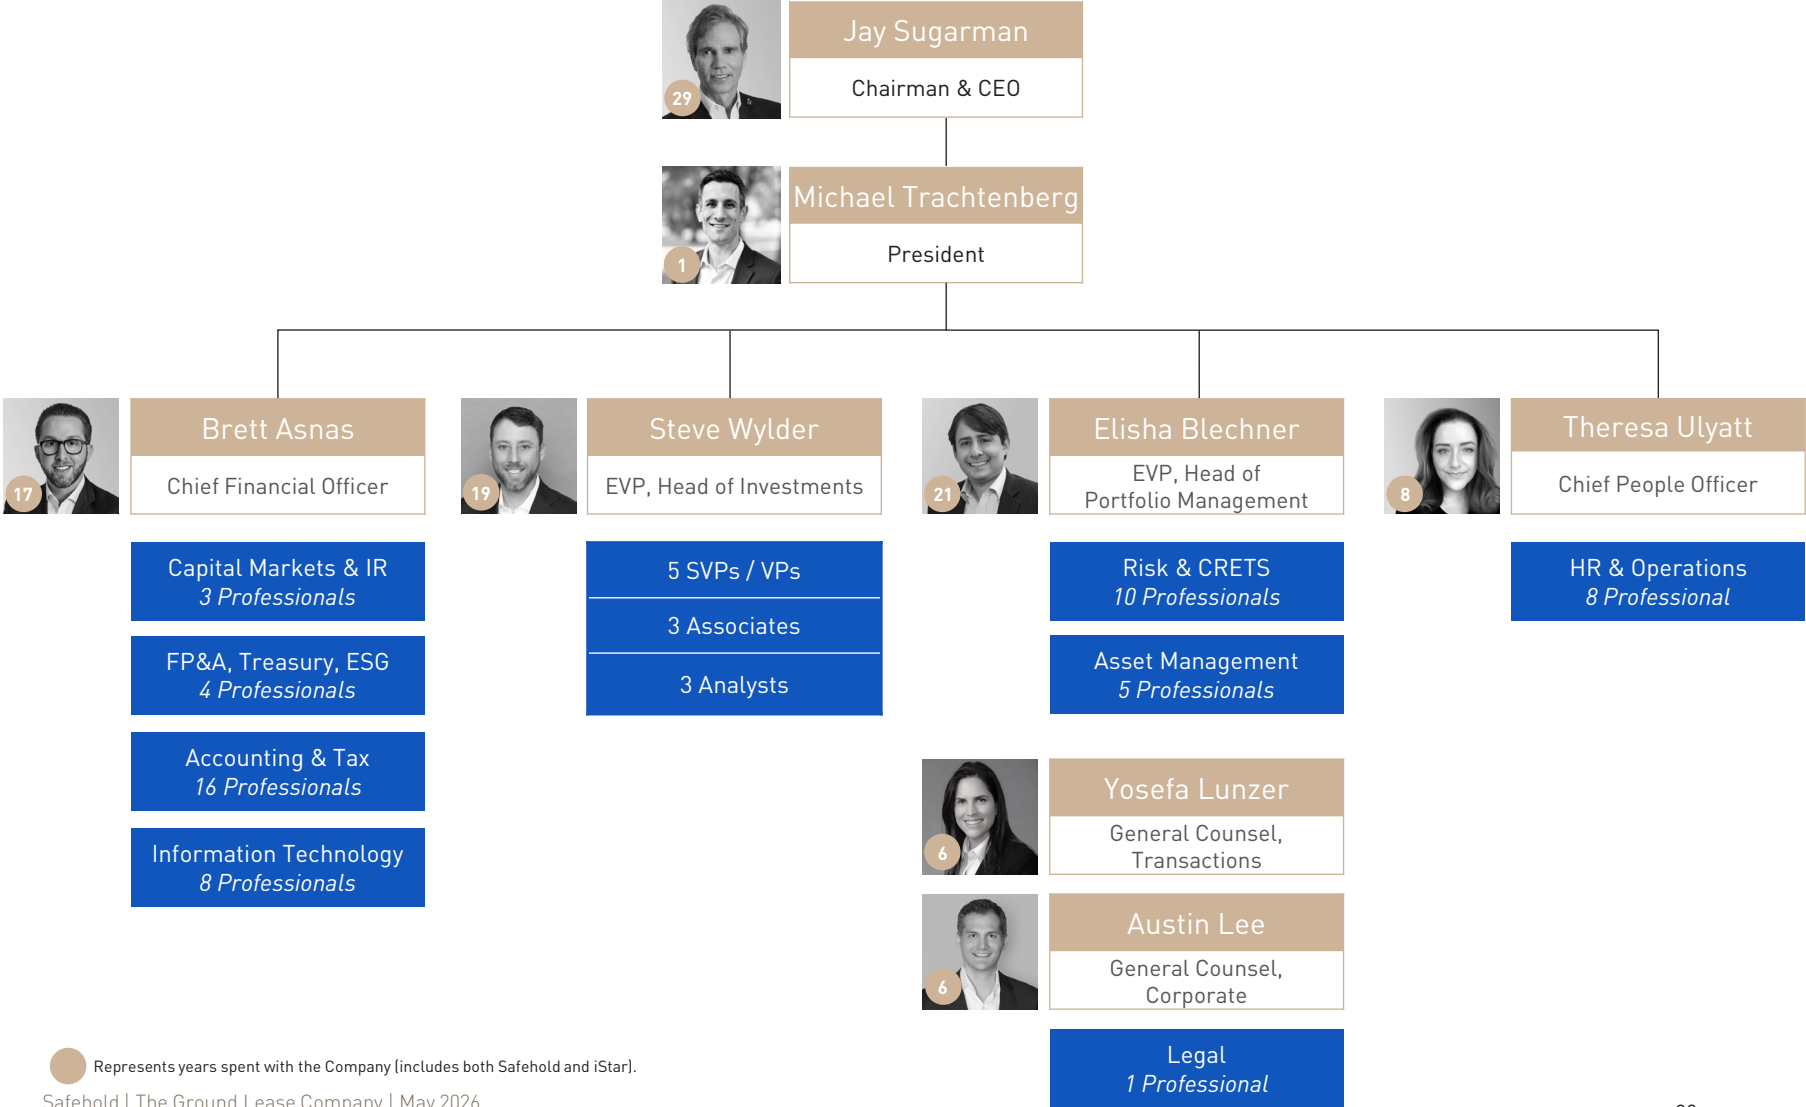 Jay Sugarman
Chairman & CEO
29
Michael Trachtenberg
President
1
Brett Asnas
Chief Financial Officer
17
Capital Markets & IR
3 Professionals
FP&A, Treasury, ESG
4 Professionals
Accounting & Tax
16 Professionals
Information Technology
8 Professionals
Steve Wylder
EVP, Head of Investments
19
5 SVPs / VPs
3 Associates
3 Analysts
Elisha Blechner
EVP, Head of
Portfolio Management
21
Risk & CRETS
10 Professionals
Asset Management
5 Professionals
Yosefa Lunzer
General Counsel,
Transactions
6
Austin Lee
General Counsel,
Corporate
6
Legal
1 Professional
Theresa Ulyatt
Chief People Officer
8
HR & Operations
8 Professional
Represents years spent with the Company (includes both Safehold and iStar).
Safehold | The Ground Lease Company | May 2026